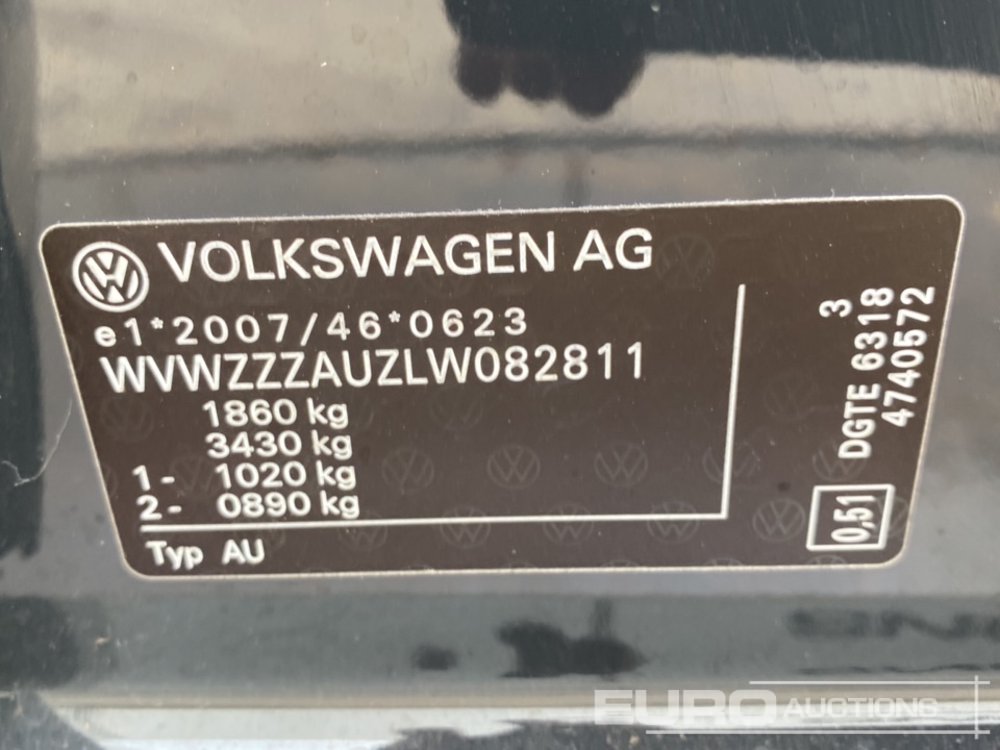 VOLKSWAGEN AG
e1*2007/46*0623
WVWZZZAUZLW082811
1860 kg
3430 kg
1- 1020 kg
2- 0890 kg
Typ AU
3
DGTE 6318
4740572
0,51
EURO
AUCTIONS